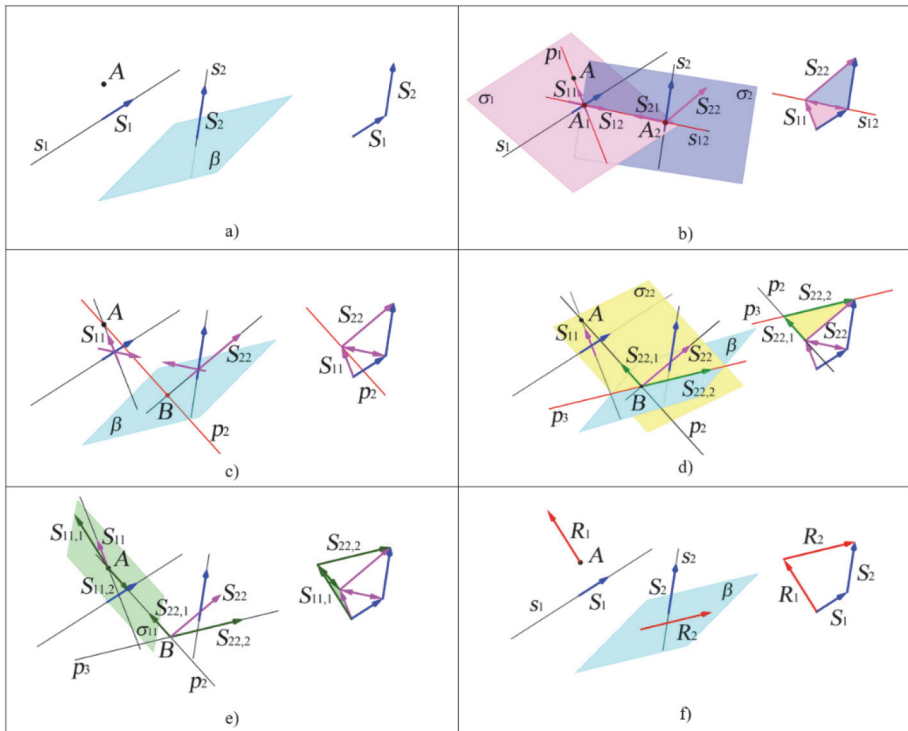 A
s₁
S₁
s₂
S₂
β
S₂
S₁
a)
p₁
A
σ₁
S₁₁
A₁
S₁₂
s₁
S₂₁
A₂
s₂
S₂₂
σ₂
s₁₂
S₂₂
S₁₁
s₁₂
b)
A
S₁₁
S₂₂
β
B
p₂
S₂₂
S₁₁
p₂
c)
A
S₁₁
σ₂₂
β
S₂₂,₁
S₂₂
B
S₂₂,₂
p₃
p₂
p₂
S₂₂,₂
p₃
S₂₂,₁
S₂₂
S₁₁
d)
S₁₁,₁
S₁₁
A
S₁₁,₂
S₂₂,₁
S₂₂
σ₁₁
B
S₂₂,₂
p₃
p₂
S₂₂,₂
S₁₁,₁
e)
R₁
A
s₁
S₁
s₂
S₂
β
R₂
R₂
R₁
S₂
S₁
f)